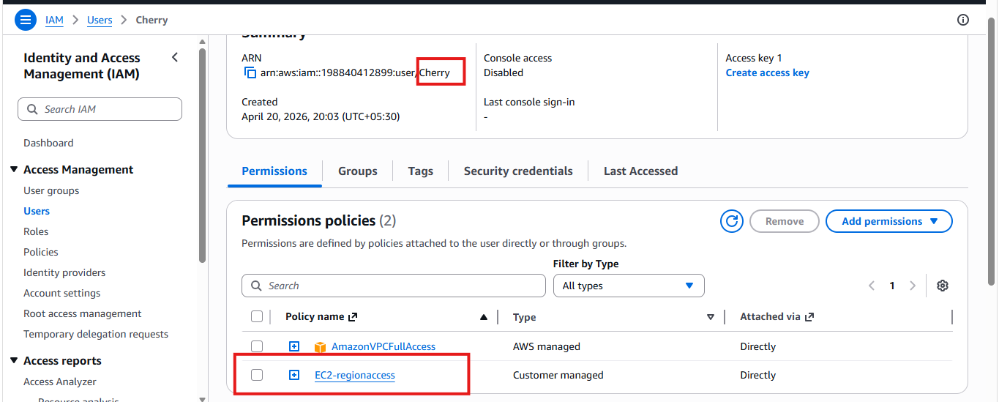 IAM > Users > Cherry
Identity and Access
Management (IAM)
Search IAM
Dashboard
Access Management
User groups
Users
Roles
Policies
Identity providers
Account settings
Root access management
Temporary delegation requests
Access reports
Access Analyzer
Resource analysis
Summary
ARN
arn:aws:iam::198840412899:user/Cherry
Created
April 20, 2026, 20:03 (UTC+05:30)
Console access
Disabled
Last console sign-in
-
Access key 1
Create access key
Permissions
Groups
Tags
Security credentials
Last Accessed
Permissions policies (2)
Remove
Add permissions
Permissions are defined by policies attached to the user directly or through groups.
Filter by Type
Search
All types
1
Policy name
Type
Attached via
AmazonVPCFullAccess
AWS managed
Directly
EC2-regionaccess
Customer managed
Directly